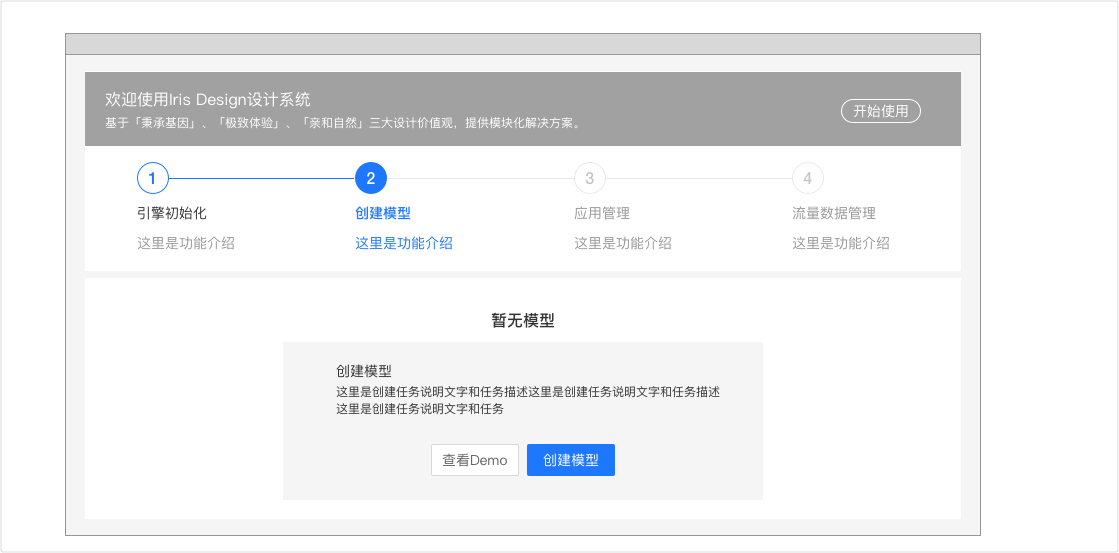 欢迎使用Iris Design设计系统
基于「秉承基因」、「极致体验」、「亲和自然」三大设计价值观，提供模块化解决方案。
开始使用
1
2
3
4
引擎初始化
创建模型
应用管理
流量数据管理
这里是功能介绍
这里是功能介绍
这里是功能介绍
这里是功能介绍
暂无模型
创建模型
这里是创建任务说明文字和任务描述这里是创建任务说明文字和任务描述
这里是创建任务说明文字和任务
查看Demo
创建模型